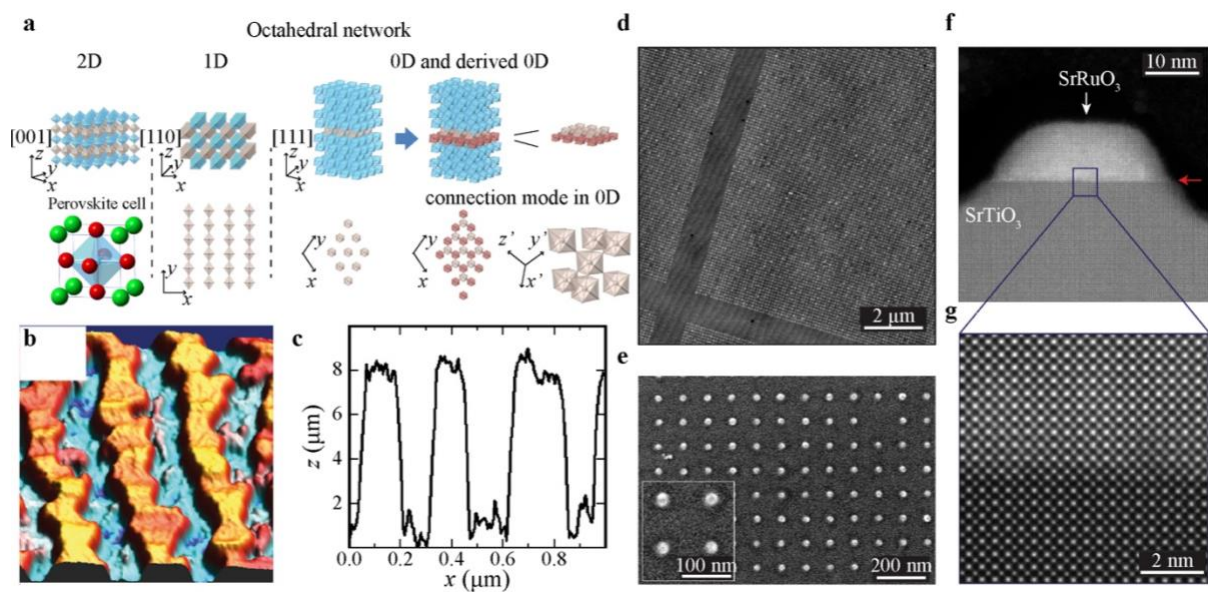 a
Octahedral network
2D
1D
0D and derived 0D
[001]
[110]
[111]
z
y
x
z
y
x
z
y
x
Perovskite cell
connection mode in 0D
y
x
y
x
y
x
z'
y'
x'
b
c
z (μm)
8
6
4
2
0.0
0.2
0.4
0.6
0.8
x (μm)
d
2 μm
e
100 nm
200 nm
f
10 nm
SrRuO₃
SrTiO₃
g
2 nm